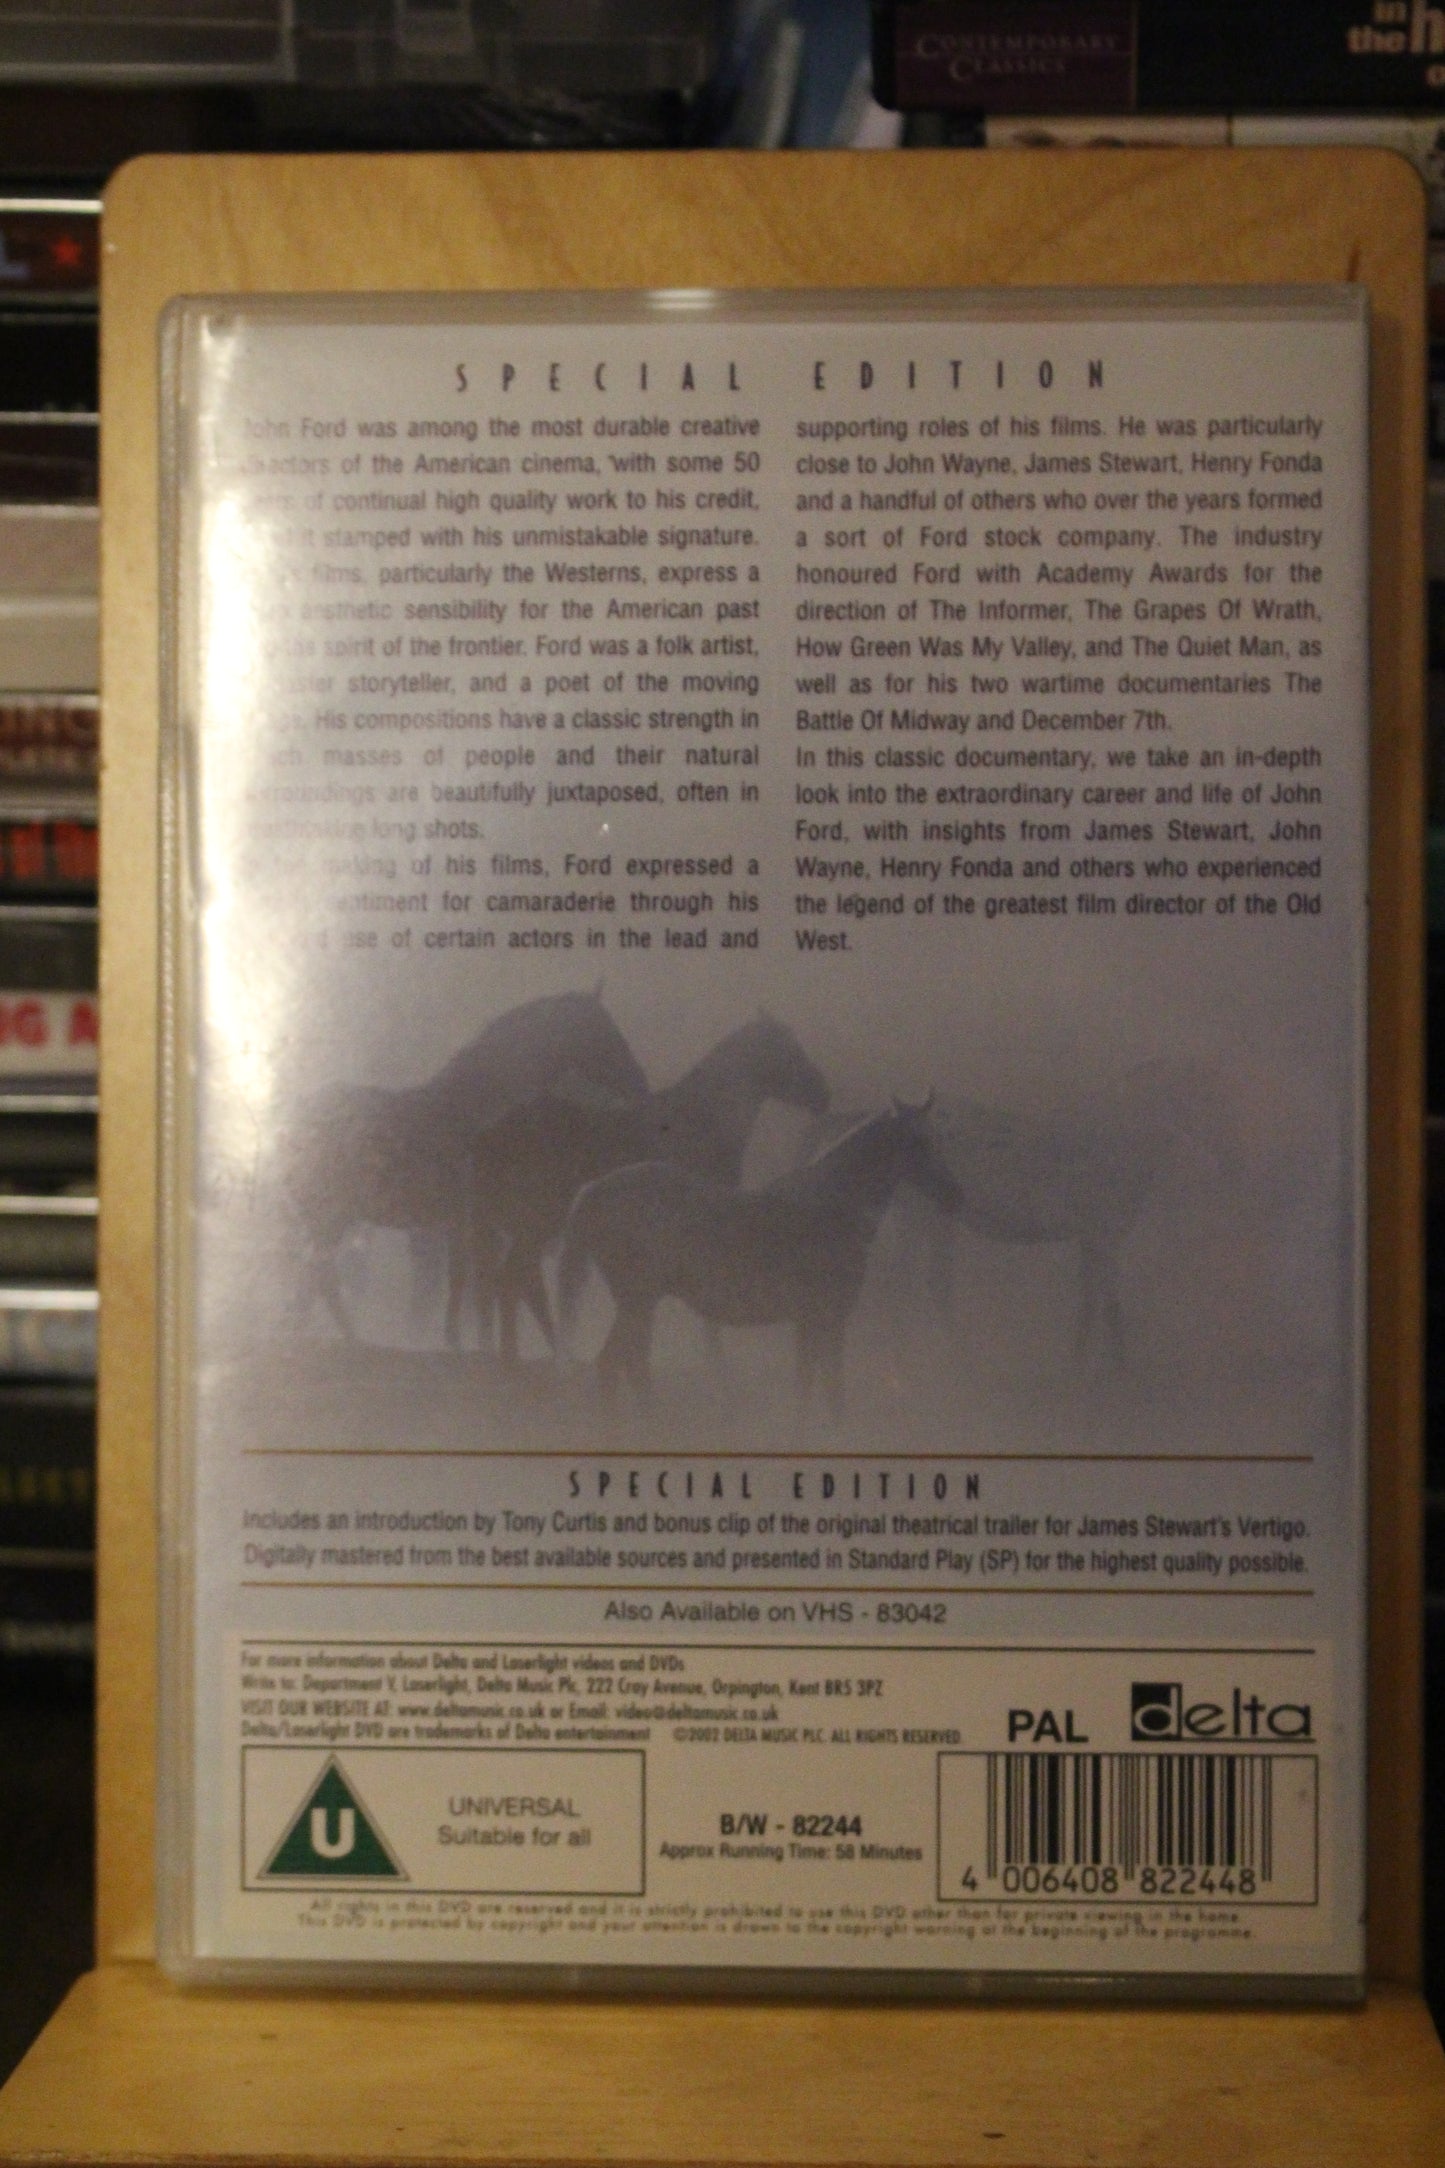 CONTEMPORARY
CLASSICS
in
the
SPECIAL EDITION
John Ford was among the most durable creative
directors of the American cinema, with some 50
of continual high quality work to his credit,
it stamped with his unmistakable signature.
films, particularly the Westerns, express a
aesthetic sensibility for the American past
the spirit of the frontier. Ford was a folk artist,
storyteller, and a poet of the moving
His compositions have a classic strength in
masses of people and their natural
surroundings are beautifully juxtaposed, often in
long shots.
making of his films, Ford expressed a
sentiment for camaraderie through his
use of certain actors in the lead and
supporting roles of his films. He was particularly
close to John Wayne, James Stewart, Henry Fonda
and a handful of others who over the years formed
a sort of Ford stock company. The industry
honoured Ford with Academy Awards for the
direction of The Informer, The Grapes Of Wrath,
How Green Was My Valley, and The Quiet Man, as
well as for his two wartime documentaries The
Battle Of Midway and December 7th.
In this classic documentary, we take an in-depth
look into the extraordinary career and life of John
Ford, with insights from James Stewart, John
Wayne, Henry Fonda and others who experienced
the legend of the greatest film director of the Old
West.
SPECIAL EDITION
Includes an introduction by Tony Curtis and bonus clip of the original theatrical trailer for James Stewart's Vertigo.
Digitally mastered from the best available sources and presented in Standard Play (SP) for the highest quality possible.
Also Available on VHS - 83042
For more information about Delta and Laserlight videos and DVDs
Write to: Department V, Laserlight, Delta Music Plc, 222 Cray Avenue, Orpington, Kent BR5 3PZ
VISIT OUR WEBSITE AT: www.deltamusic.co.uk or Email: video@deltamusic.co.uk
Delta/Laserlight DVD are trademarks of Delta entertainment ©2002 DELTA MUSIC PLC. ALL RIGHTS RESERVED.
PAL delta
U
UNIVERSAL
Suitable for all
B/W - 82244
Approx Running Time: 58 Minutes
4 006408 822448
All rights in this DVD are reserved and it is strictly prohibited to use this DVD other than for private viewing in the home.
This DVD is protected by copyright and your attention is drawn to the copyright warning at the beginning of the programme.